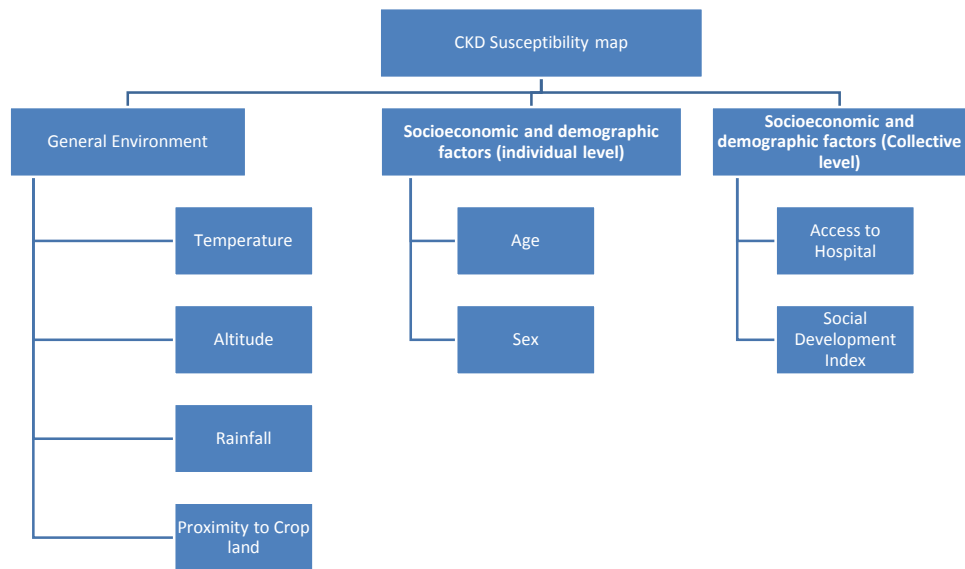 CKD Susceptibility map
General Environment
Socioeconomic and demographic
factors (individual level)
Socioeconomic and
demographic factors (Collective
level)
Temperature
Age
Access to
Hospital
Altitude
Sex
Social
Development
Index
Rainfall
Proximity to Crop
land